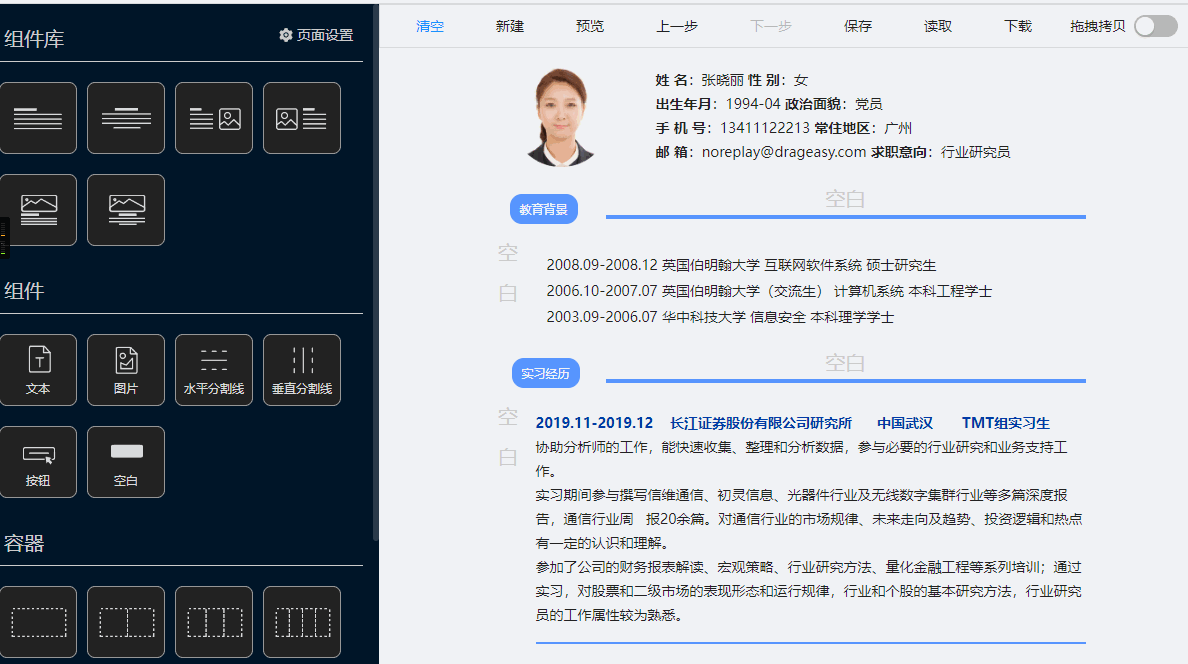 组件库
页面设置
组件
文本
图片
水平分割线
垂直分割线
按钮
空白
容器
清空
新建
预览
上一步
下一步
保存
读取
下载
拖拽拷贝
姓 名：张晓丽 性 别：女
出生年月：1994-04 政治面貌：党员
手 机 号：13411122213 常住地区：广州
邮 箱：noreplay@drageasy.com 求职意向：行业研究员
教育背景
空白
空
白
2008.09-2008.12 英国伯明翰大学 互联网软件系统 硕士研究生
2006.10-2007.07 英国伯明翰大学（交流生） 计算机系统 本科工程学士
2003.09-2006.07 华中科技大学 信息安全 本科理学学士
实习经历
空白
空
白
2019.11-2019.12 长江证券股份有限公司研究所 中国武汉 TMT组实习生
协助分析师的工作，能快速收集、整理和分析数据，参与必要的行业研究和业务支持工
作。
实习期间参与撰写信维通信、初灵信息、光器件行业及无线数字集群行业等多篇深度报
告，通信行业周 报20余篇。对通信行业的市场规律、未来走向及趋势、投资逻辑和热点
有一定的认识和理解。
参加了公司的财务报表解读、宏观策略、行业研究方法、量化金融工程等系列培训；通过
实习，对股票和二级市场的表现形态和运行规律，行业和个股的基本研究方法，行业研究
员的工作属性较为熟悉。